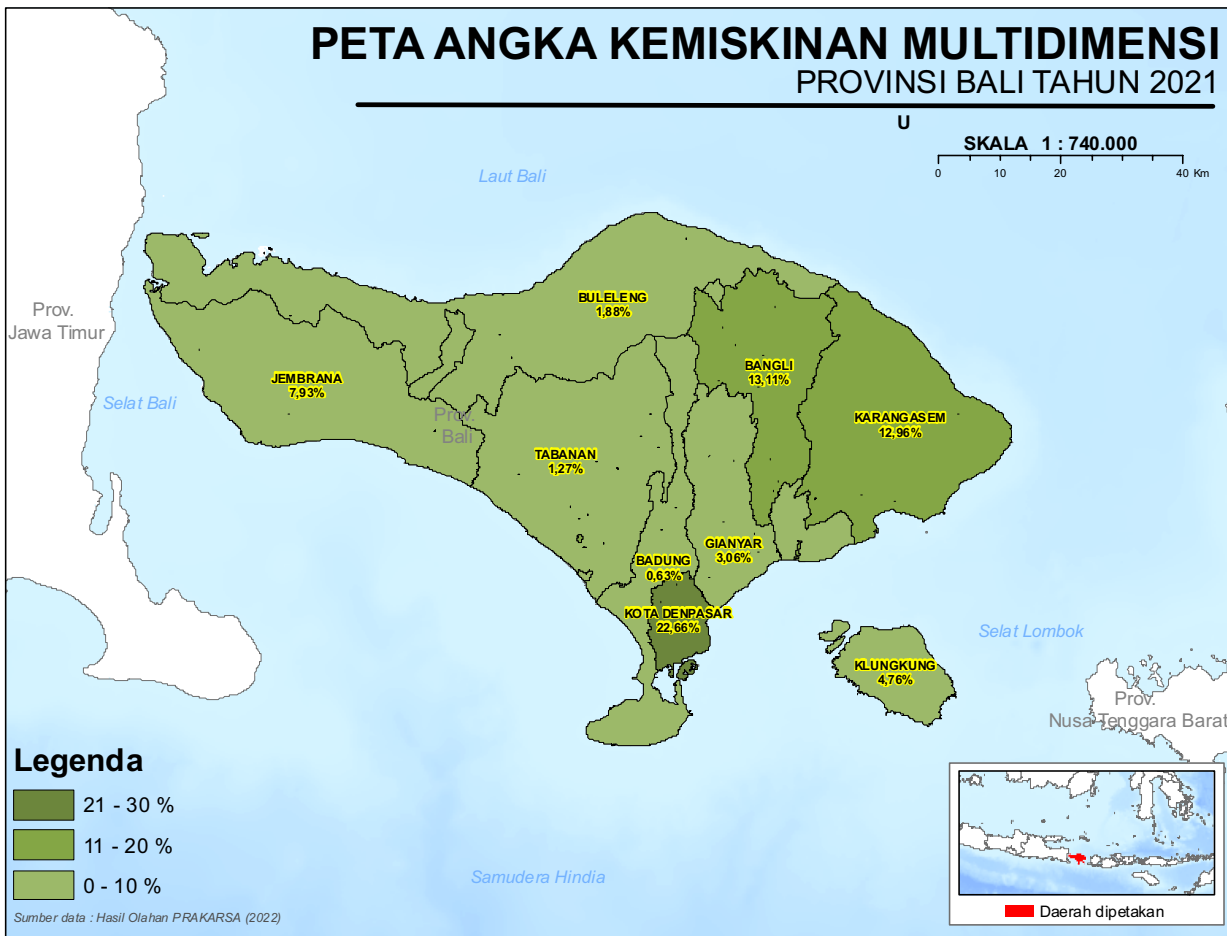 PETA ANGKA KEMISKINAN MULTIDIMENSI
PROVINSI BALI TAHUN 2021
U
SKALA 1 : 740.000
0 10 20 40 Km
Laut Bali
Prov.
Jawa Timur
Selat Bali
BULELENG
1,88%
JEMBRANA
7,93%
BANGLI
13,11%
KARANGASEM
12,96%
Prov.
Bali
TABANAN
1,27%
BADUNG
0,63%
GIANYAR
3,06%
KOTA DENPASAR
22,66%
Selat Lombok
KLUNGKUNG
4,76%
Prov.
Nusa Tenggara Barat
Legenda
21 - 30 %
11 - 20 %
0 - 10 %
Sumber data : Hasil Olahan PRAKARSA (2022)
Samudera Hindia
Daerah dipetakan